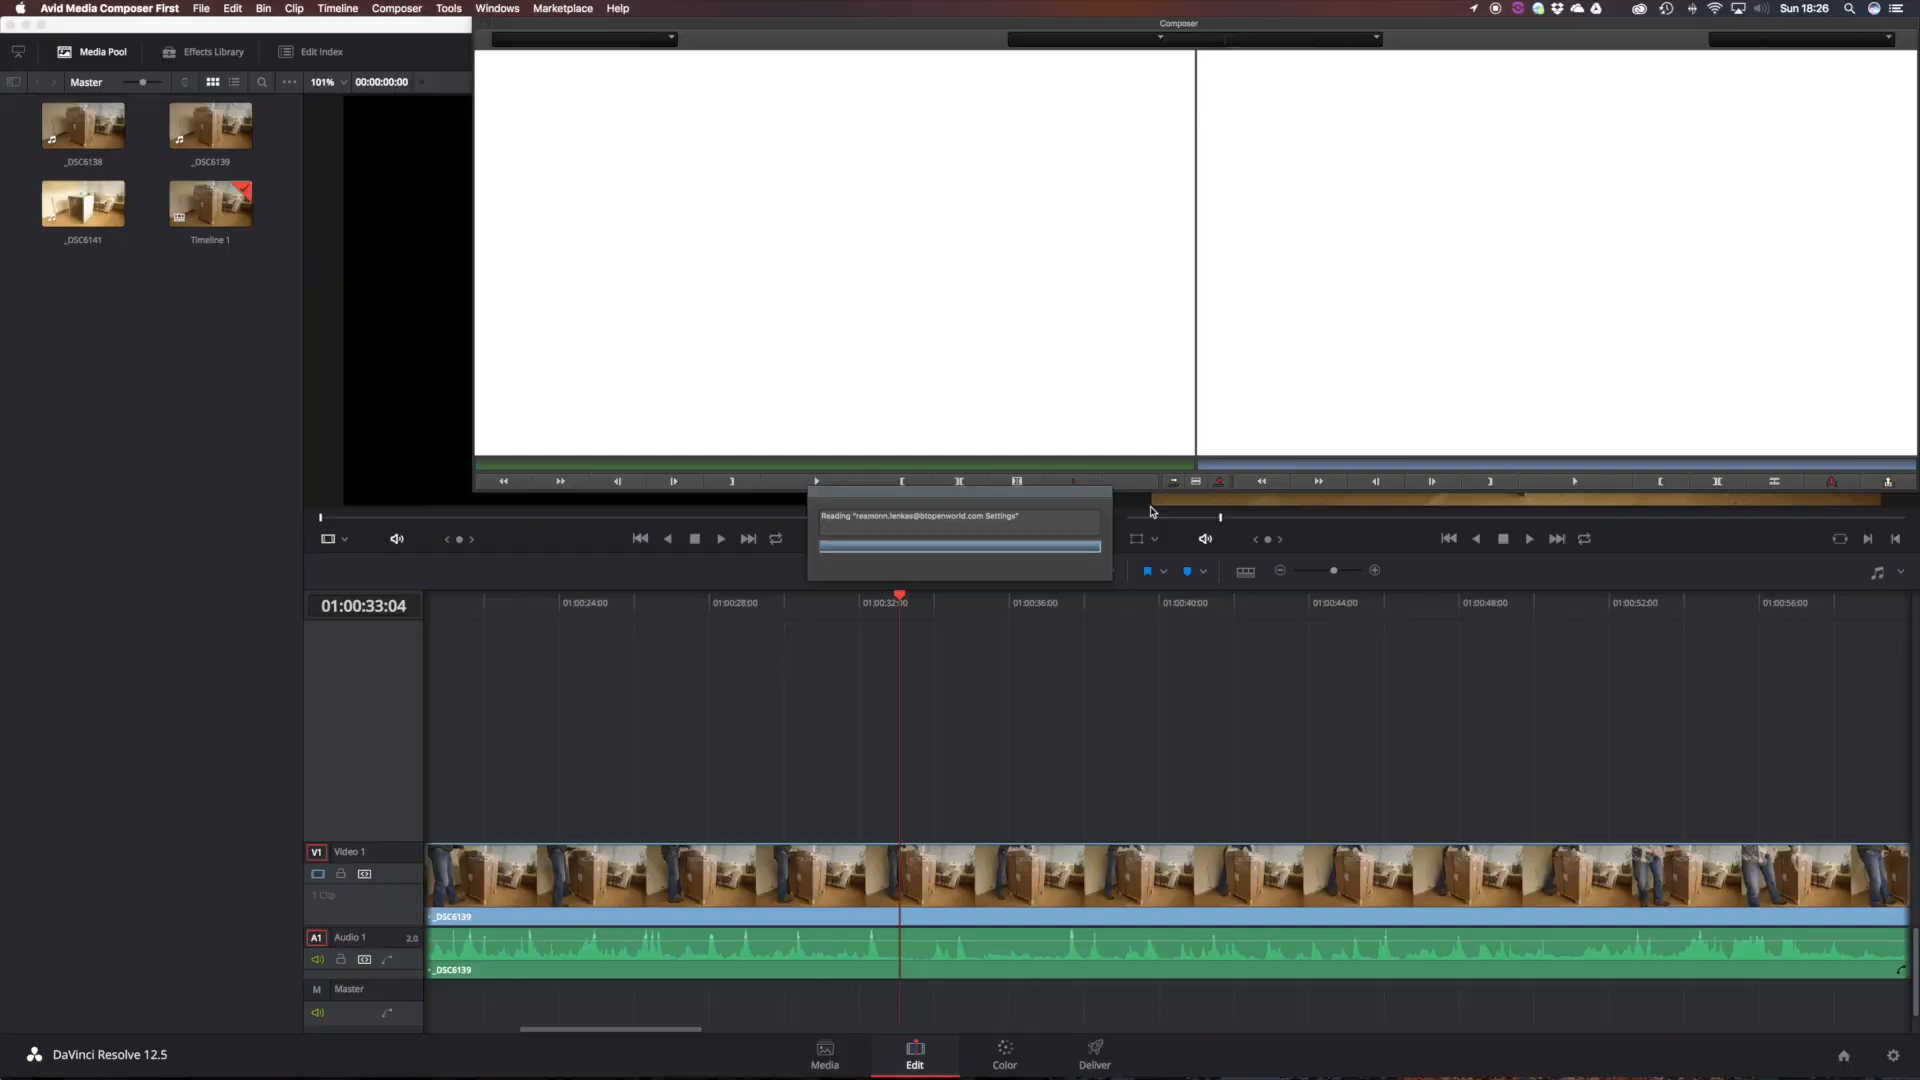 Avid Media Composer First File Edit Bin Clip Timeline Composer Tools Windows Marketplace Help Sun 18:26
Composer
Media Pool Effects Library Edit Index
Master 101% 00:00:00:00
_DSC6138 _DSC6139
_DSC6141 Timeline 1
Reading "reamonn.lenkas@btopenworld.com Settings"
01:00:33:04 01:00:24:00 01:00:28:00 01:00:32:00 01:00:36:00 01:00:40:00 01:00:44:00 01:00:48:00 01:00:52:00 01:00:56:00
V1 Video 1
1 Clip
_DSC6139
A1 Audio 1 2.0
_DSC6139
M Master
DaVinci Resolve 12.5
Media Edit Color Deliver